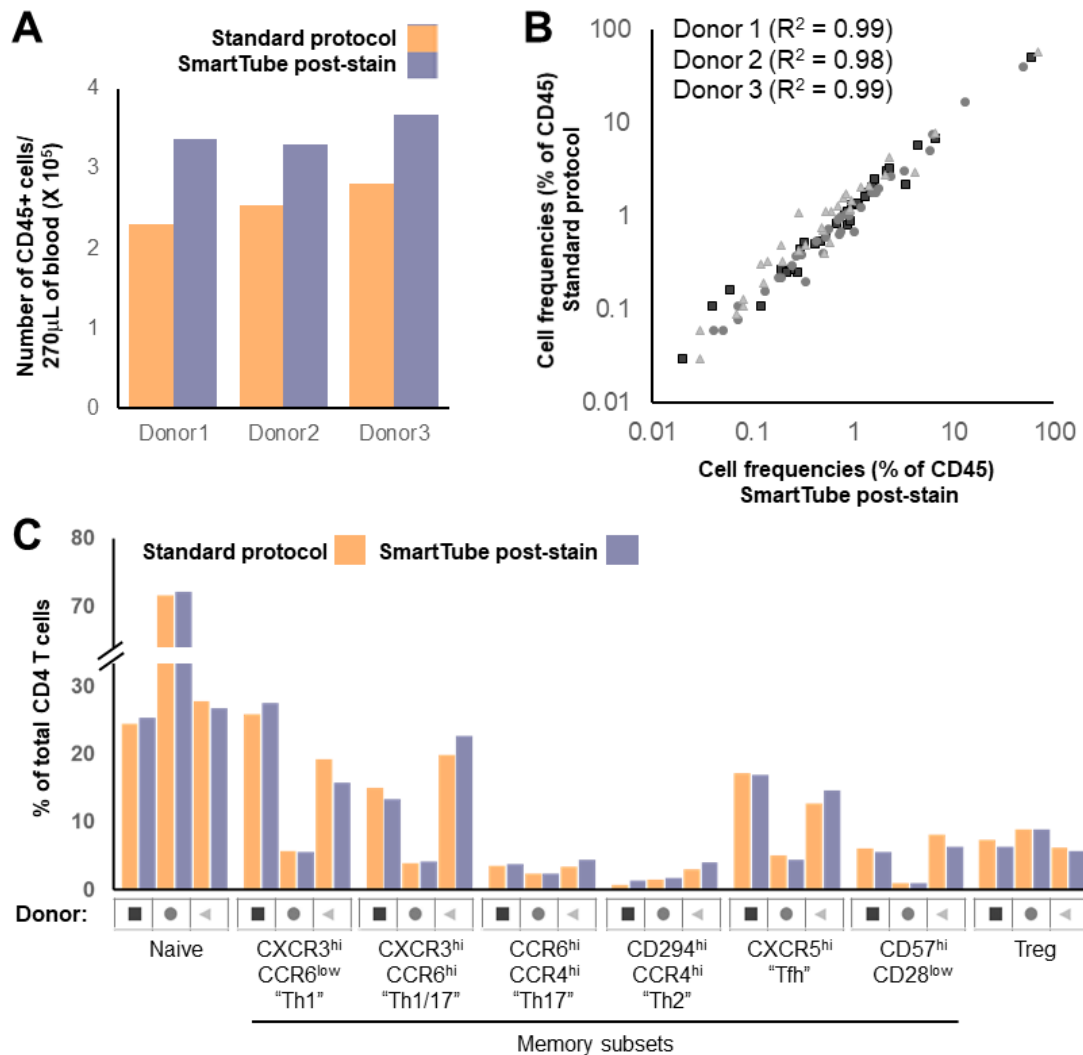 A
Standard protocol
SmartTube post-stain
Number of CD45+ cells/
270µL of blood (X 10⁵)
4
3
2
1
0
Donor1 Donor2 Donor3
B
Donor 1 (R² = 0.99)
Donor 2 (R² = 0.98)
Donor 3 (R² = 0.99)
Cell frequencies (% of CD45)
Standard protocol
100
10
1
0.1
0.01
0.01 0.1 1 10 100
Cell frequencies (% of CD45)
SmartTube post-stain
C
Standard protocol SmartTube post-stain
% of total CD4 T cells
80
70
30
20
10
0
Donor:
Naive
CXCR3ʰⁱ
CCR6ˡᵒʷ
“Th1”
CXCR3ʰⁱ
CCR6ʰⁱ
“Th1/17”
CCR6ʰⁱ
CCR4ʰⁱ
“Th17”
CD294ʰⁱ
CCR4ʰⁱ
“Th2”
CXCR5ʰⁱ
“Tfh”
CD57ʰⁱ
CD28ˡᵒʷ
Treg
Memory subsets